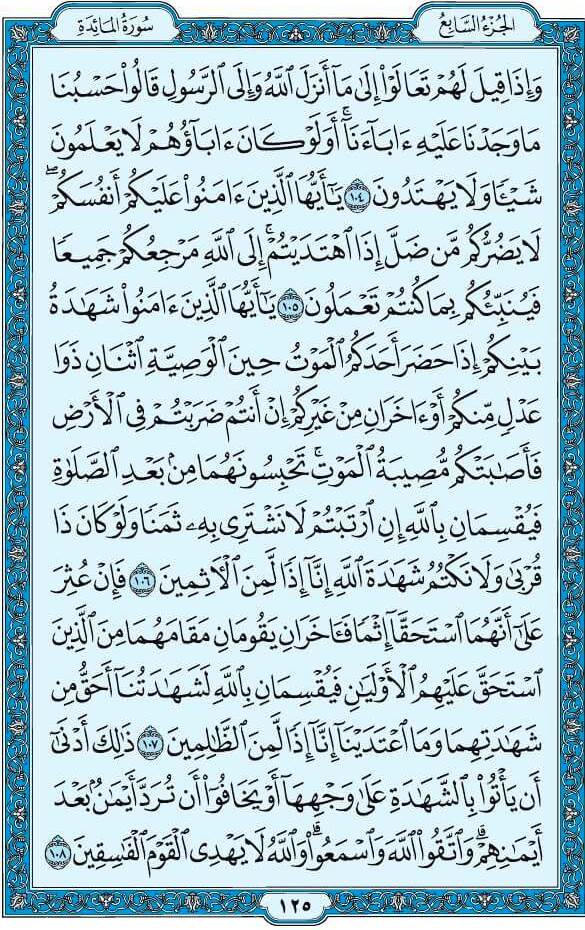 الجزء السابع
سورة المائدة
وَإِذَا قِيلَ لَهُمْ تَعَالَوْا۟ إِلَىٰ مَآ أَنزَلَ ٱللَّهُ وَإِلَى ٱلرَّسُولِ قَالُوا۟ حَسْبُنَا
مَا وَجَدْنَا عَلَيْهِ ءَابَآءَنَآ ۚ أَوَلَوْ كَانَ ءَابَآؤُهُمْ لَا يَعْلَمُونَ
شَيْـًٔا وَلَا يَهْتَدُونَ ١٠٤ يَـٰٓأَيُّهَا ٱلَّذِينَ ءَامَنُوا۟ عَلَيْكُمْ أَنفُسَكُمْ ۖ
لَا يَضُرُّكُم مَّن ضَلَّ إِذَا ٱهْتَدَيْتُمْ ۚ إِلَى ٱللَّهِ مَرْجِعُكُمْ جَمِيعًا
فَيُنَبِّئُكُم بِمَا كُنتُمْ تَعْمَلُونَ ١٠٥ يَـٰٓأَيُّهَا ٱلَّذِينَ ءَامَنُوا۟ شَهَـٰدَةُ
بَيْنِكُمْ إِذَا حَضَرَ أَحَدَكُمُ ٱلْمَوْتُ حِينَ ٱلْوَصِيَّةِ ٱثْنَانِ ذَوَا
عَدْلٍ مِّنكُمْ أَوْ ءَاخَرَانِ مِنْ غَيْرِكُمْ إِنْ أَنتُمْ ضَرَبْتُمْ فِى ٱلْأَرْضِ
فَأَصَـٰبَتْكُم مُّصِيبَةُ ٱلْمَوْتِ ۚ تَحْبِسُونَهُمَا مِنۢ بَعْدِ ٱلصَّلَوٰةِ
فَيُقْسِمَانِ بِٱللَّهِ إِنِ ٱرْتَبْتُمْ لَا نَشْتَرِى بِهِۦ ثَمَنًا وَلَوْ كَانَ ذَا
قُرْبَىٰ ۙ وَلَا نَكْتُمُ شَهَـٰدَةَ ٱللَّهِ إِنَّآ إِذًا لَّمِنَ ٱلْـَٔاثِمِينَ ١٠٦ فَإِنْ عُثِرَ
عَلَىٰٓ أَنَّهُمَا ٱسْتَحَقَّآ إِثْمًا فَـَٔاخَرَانِ يَقُومَانِ مَقَامَهُمَا مِنَ ٱلَّذِينَ
ٱسْتَحَقَّ عَلَيْهِمُ ٱلْأَوْلَيَـٰنِ فَيُقْسِمَانِ بِٱللَّهِ لَشَهَـٰدَتُنَآ أَحَقُّ مِن
شَهَـٰدَتِهِمَا وَمَا ٱعْتَدَيْنَآ إِنَّآ إِذًا لَّمِنَ ٱلظَّـٰلِمِينَ ١٠٧ ذَٰلِكَ أَدْنَىٰٓ
أَن يَأْتُوا۟ بِٱلشَّهَـٰدَةِ عَلَىٰ وَجْهِهَآ أَوْ يَخَافُوٓا۟ أَن تُرَدَّ أَيْمَـٰنٌۢ بَعْدَ
أَيْمَـٰنِهِمْ ۗ وَٱتَّقُوا۟ ٱللَّهَ وَٱسْمَعُوا۟ ۗ وَٱللَّهُ لَا يَهْدِى ٱلْقَوْمَ ٱلْفَـٰسِقِينَ ١٠٨
١٢٥